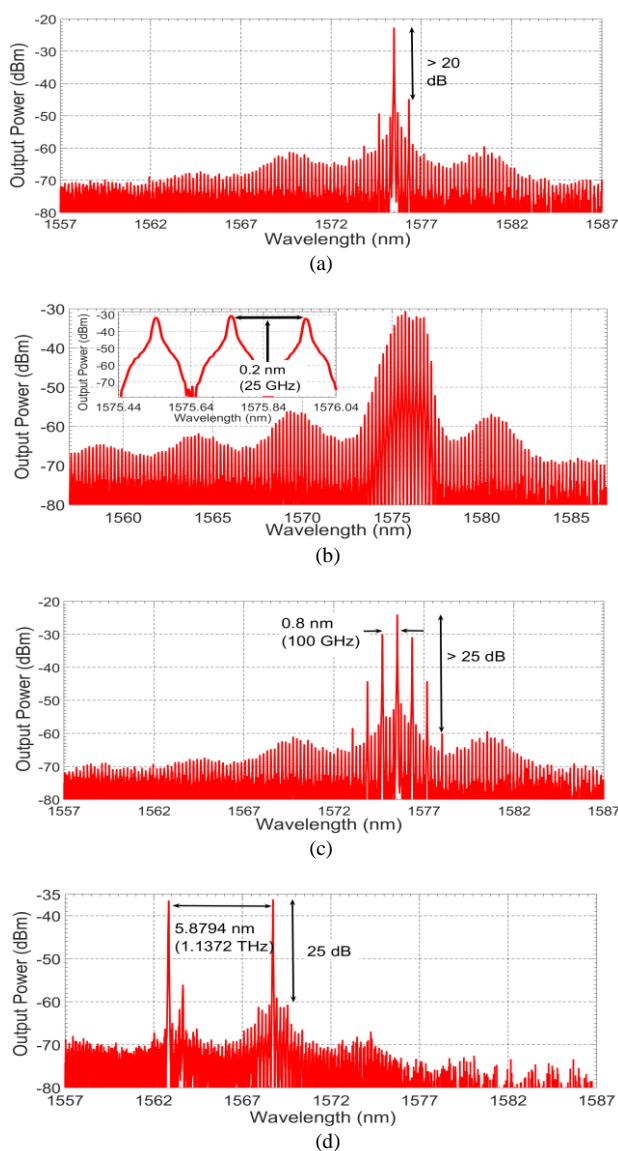 -20
-30
-40
-50
-60
-70
-80
Output Power (dBm)
> 20
dB
1557 1562 1567 1572 1577 1582 1587
Wavelength (nm)
(a)
-30
-40
-50
-60
-70
-80
Output Power (dBm)
-30
-40
-50
-60
-70
Output Power (dBm)
0.2 nm
(25 GHz)
1575.44 1575.64 1575.84 1576.04
Wavelength (nm)
1560 1565 1570 1575 1580 1585
Wavelength (nm)
(b)
-20
-30
-40
-50
-60
-70
-80
Output Power (dBm)
0.8 nm
(100 GHz)
> 25 dB
1557 1562 1567 1572 1577 1582 1587
Wavelength (nm)
(c)
-35
-40
-50
-60
-70
-80
Output Power (dBm)
5.8794 nm
(1.1372 THz)
25 dB
1557 1562 1567 1572 1577 1582 1587
Wavelength (nm)
(d)